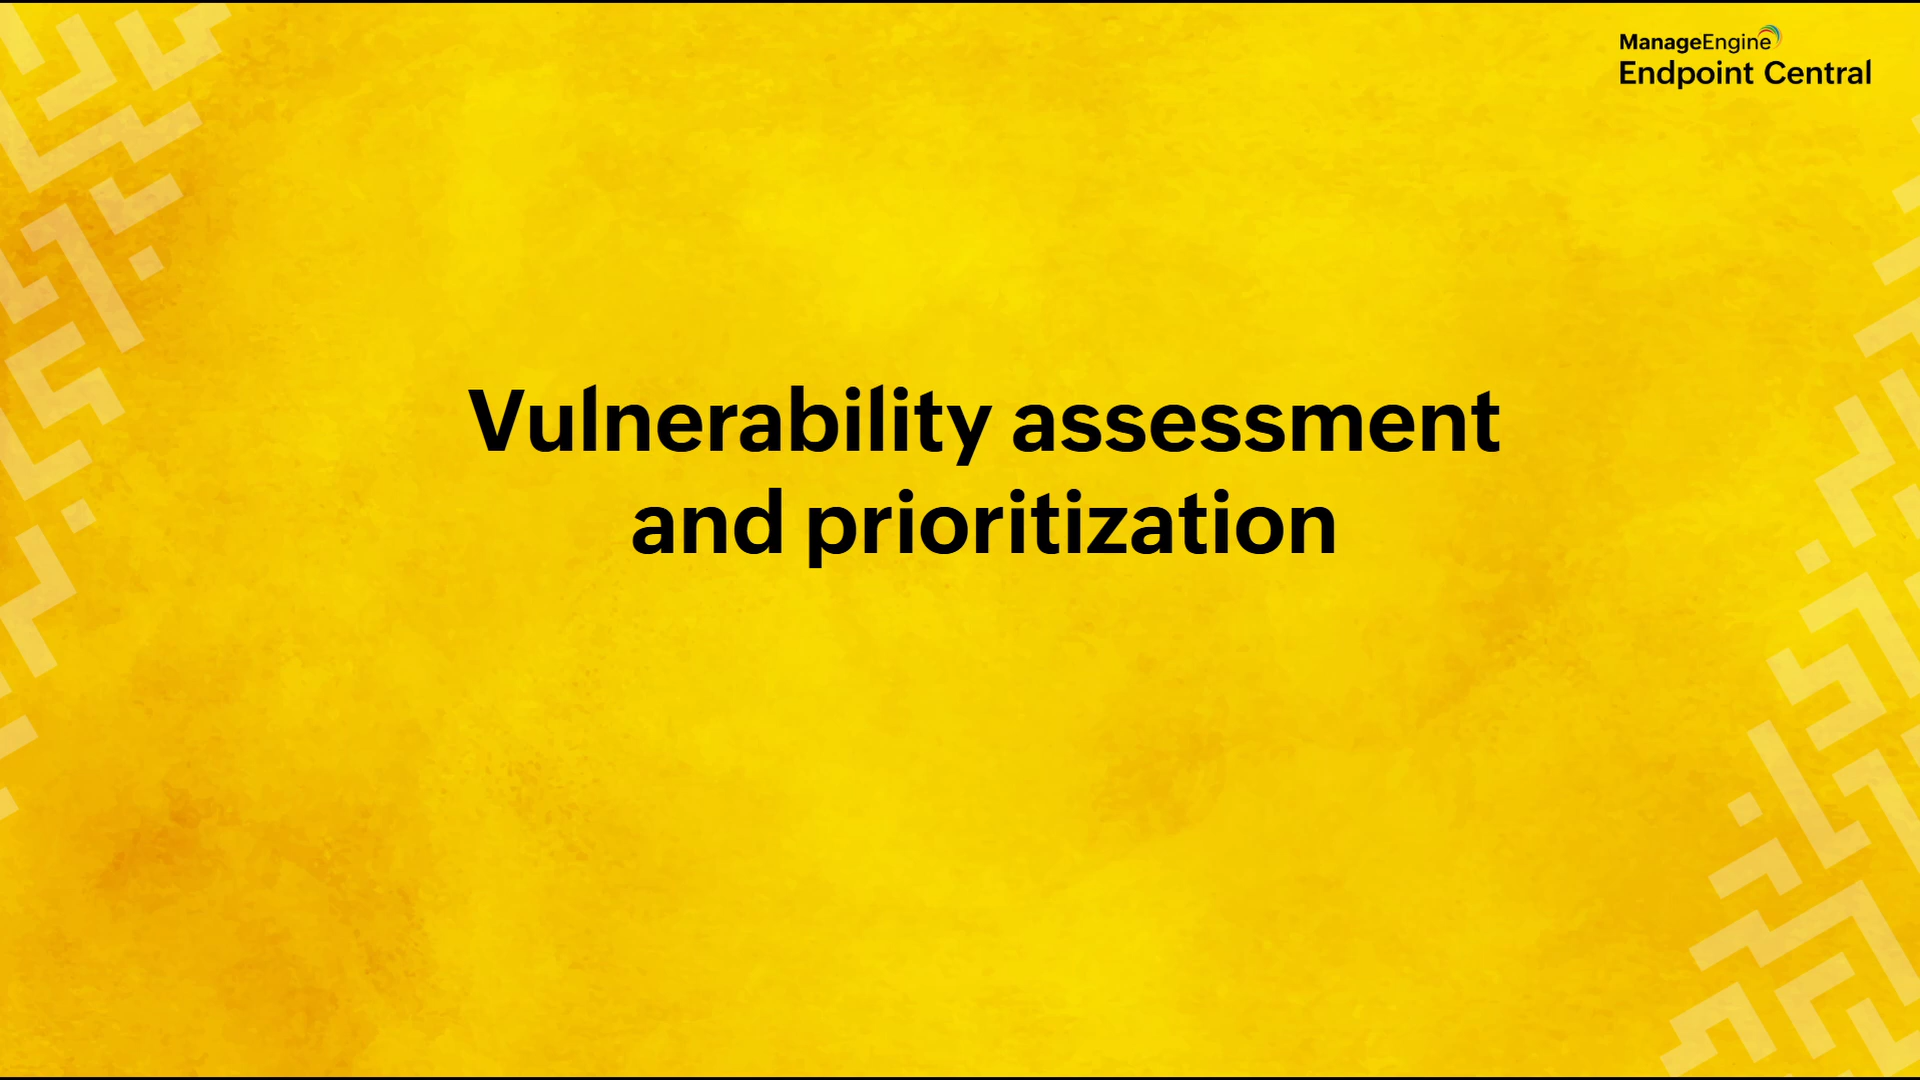 ManageEngine
Endpoint Central
Vulnerability assessment
and prioritization